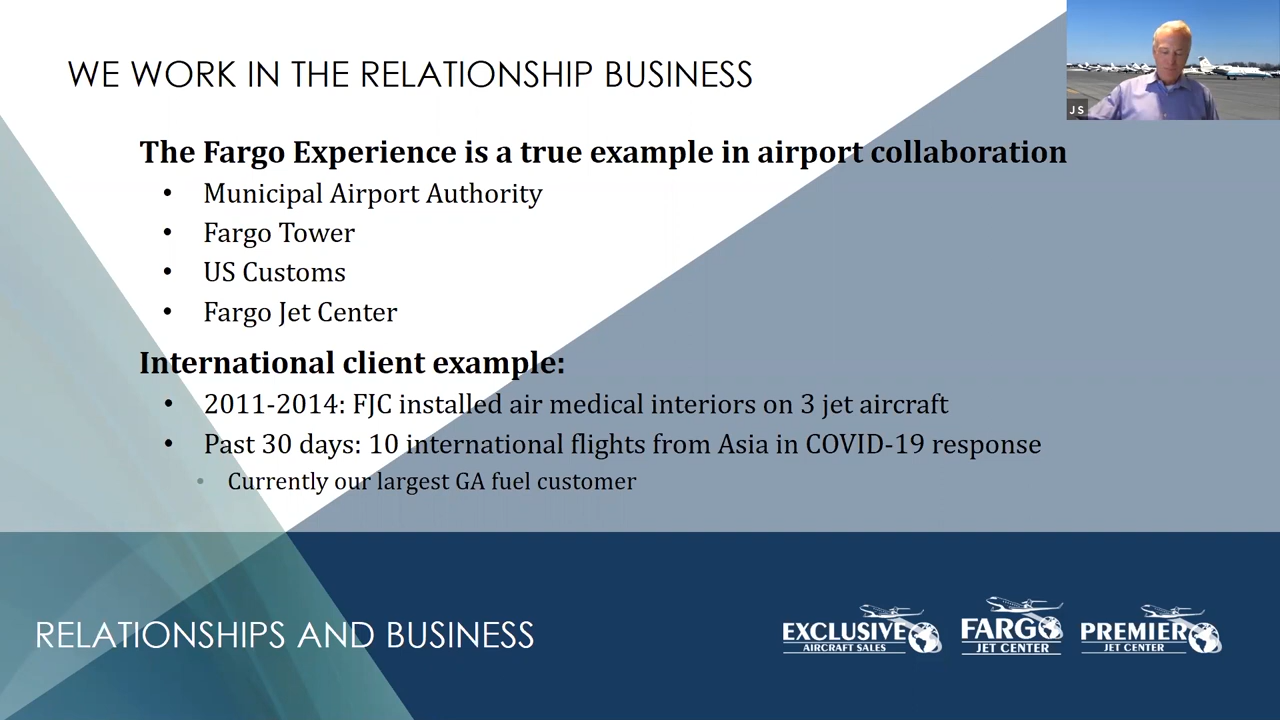 WE WORK IN THE RELATIONSHIP BUSINESS
JS
The Fargo Experience is a true example in airport collaboration
• Municipal Airport Authority
• Fargo Tower
• US Customs
• Fargo Jet Center
International client example:
• 2011-2014: FJC installed air medical interiors on 3 jet aircraft
• Past 30 days: 10 international flights from Asia in COVID-19 response
• Currently our largest GA fuel customer
RELATIONSHIPS AND BUSINESS
EXCLUSIVE
AIRCRAFT SALES
FARGO
JET CENTER
PREMIER
JET CENTER